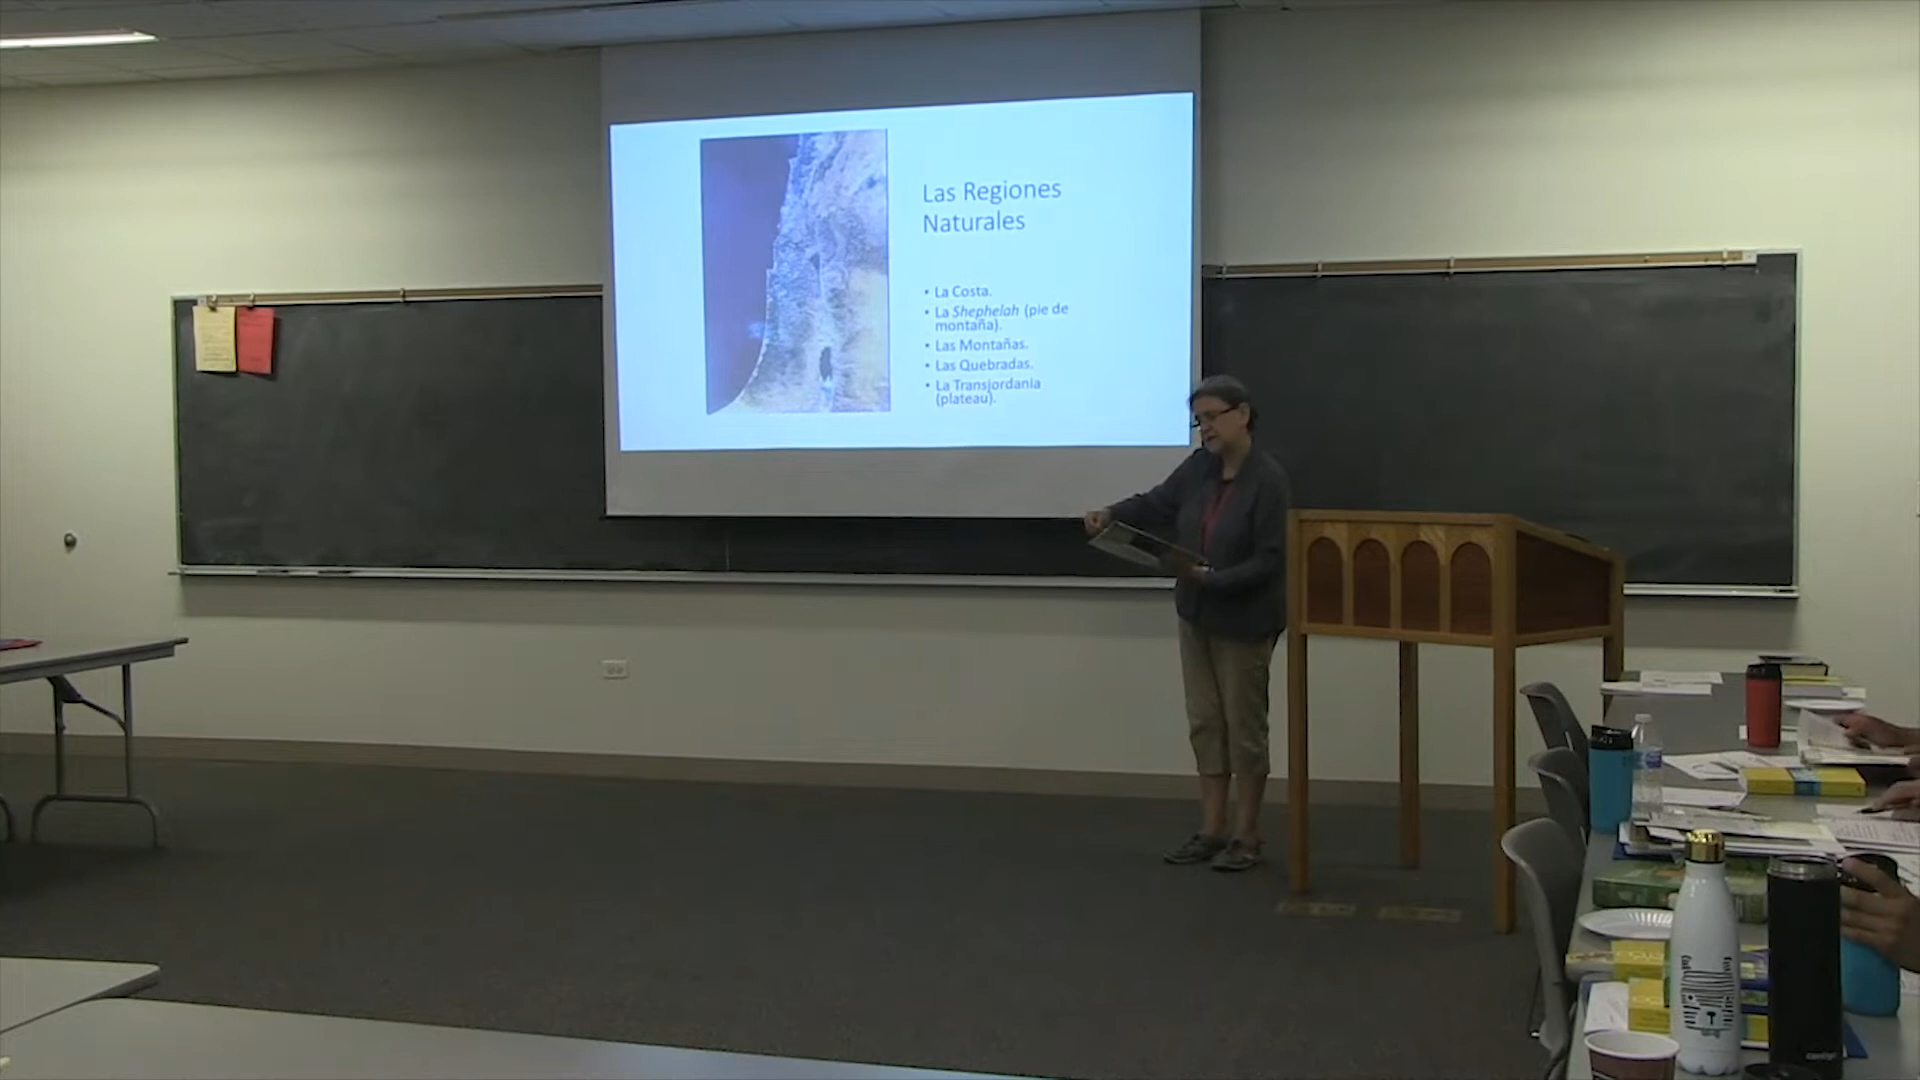 Las Regiones
Naturales
• La Costa.
• La Shephelah (pie de
montaña).
• Las Montañas.
• Las Quebradas.
• La Transjordania
(plateau).